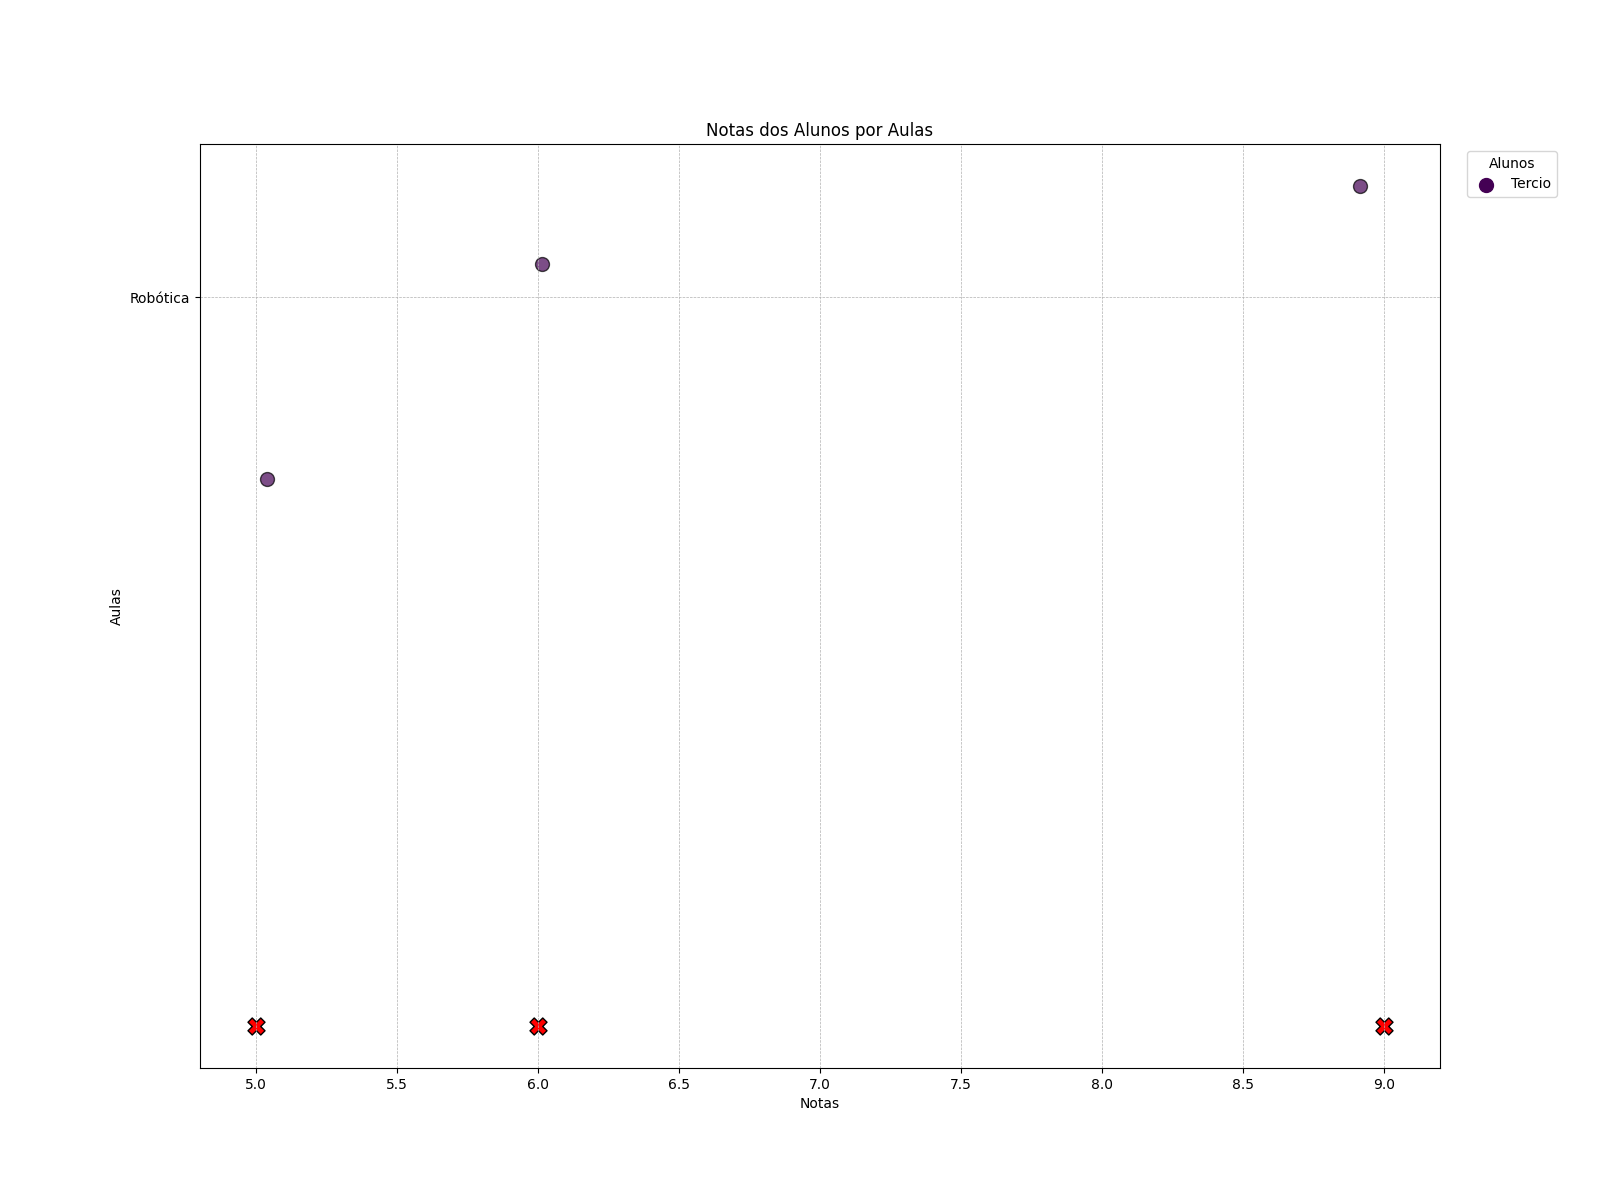 Notas dos Alunos por Aulas
Alunos
Tercio
Robótica
Aulas
5.0 5.5 6.0 6.5 7.0 7.5 8.0 8.5 9.0
Notas